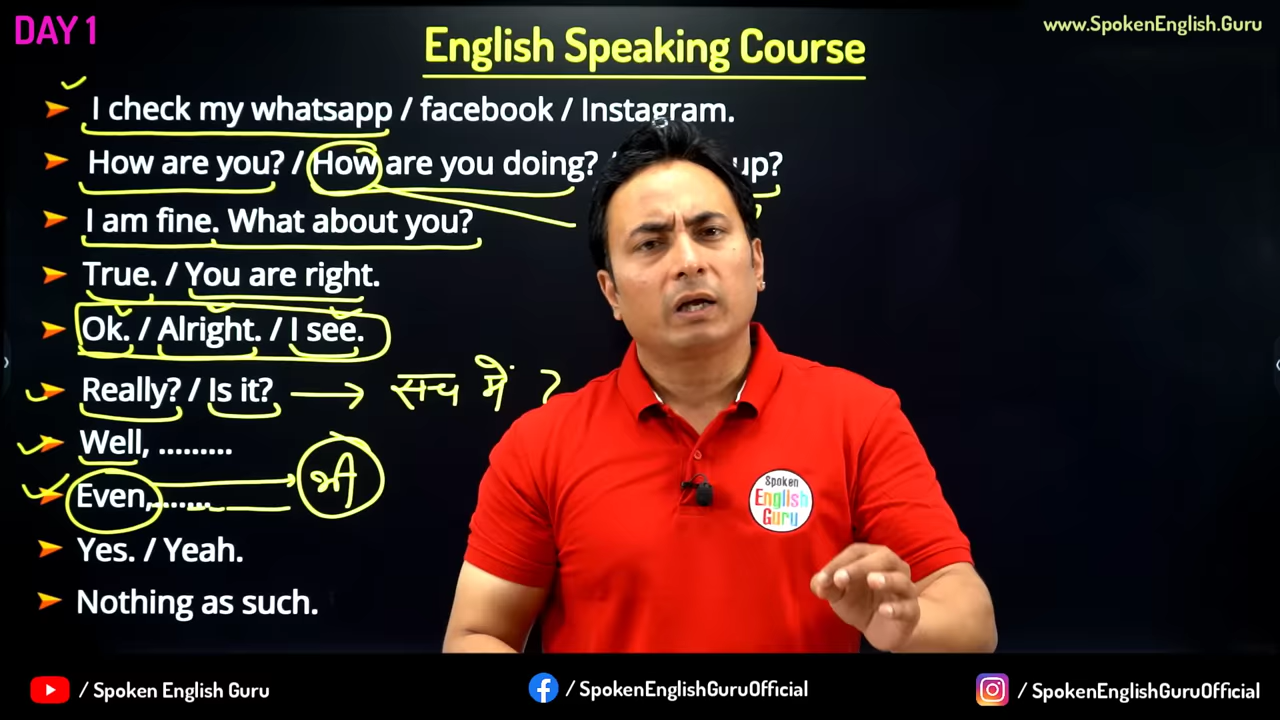 DAY 1
www.SpokenEnglish.Guru
English Speaking Course
I check my whatsapp / facebook / Instagram.
How are you? / How are you doing? / up?
I am fine. What about you?
True. / You are right.
Ok. / Alright. / I see.
Really? / Is it? सच में ?
Well, .........
Even,....... भी
Spoken
English
Guru
Yes. / Yeah.
Nothing as such.
/ Spoken English Guru
/ SpokenEnglishGuruOfficial
/ SpokenEnglishGuruOfficial